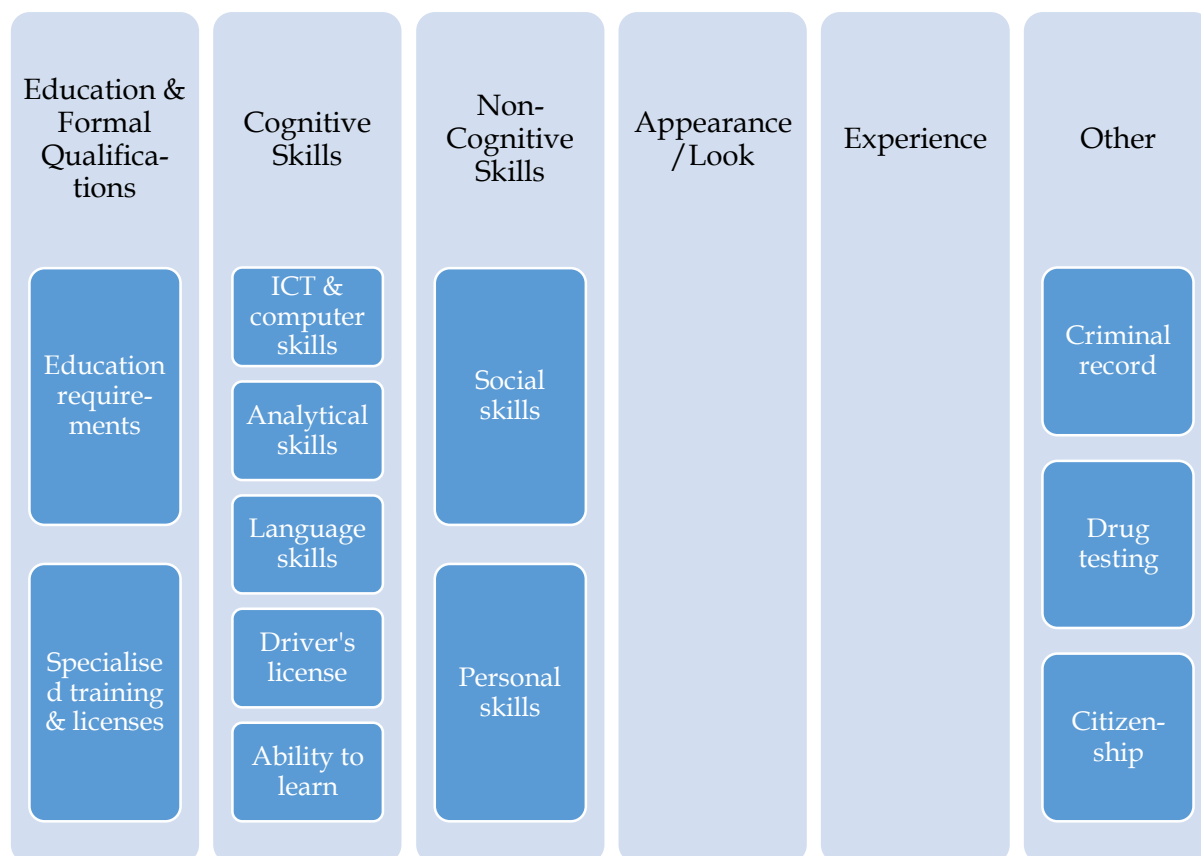 Education &
Formal
Qualifica-
tions
Education
require-
ments
Specialise
d training
& licenses
Cognitive
Skills
ICT &
computer
skills
Analytical
skills
Language
skills
Driver's
license
Ability to
learn
Non-
Cognitive
Skills
Social
skills
Personal
skills
Appearance
/Look
Experience
Other
Criminal
record
Drug
testing
Citizen-
ship